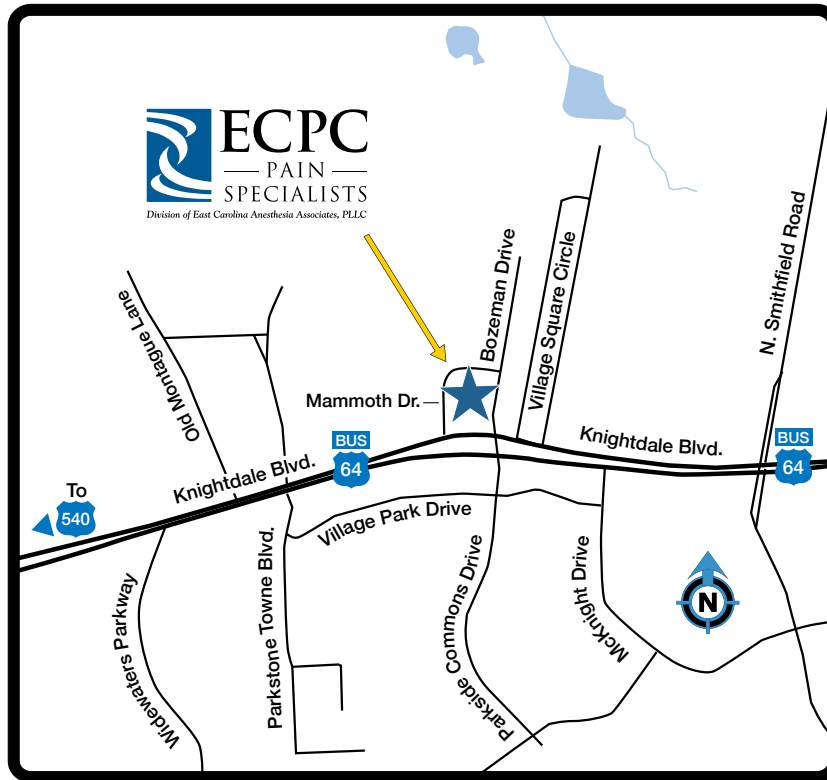 ECPC
PAIN
SPECIALISTS
Division of East Carolina Anesthesia Associates, PLLC
N. Smithfield Road
Bozeman Drive
Village Square Circle
Old Montague Lane
Mammoth Dr.
BUS
64
Knightdale Blvd.
Knightdale Blvd.
BUS
64
To
540
Village Park Drive
Parkstone Towne Blvd.
Widewaters Parkway
Parkside Commons Drive
McKnight Drive
N